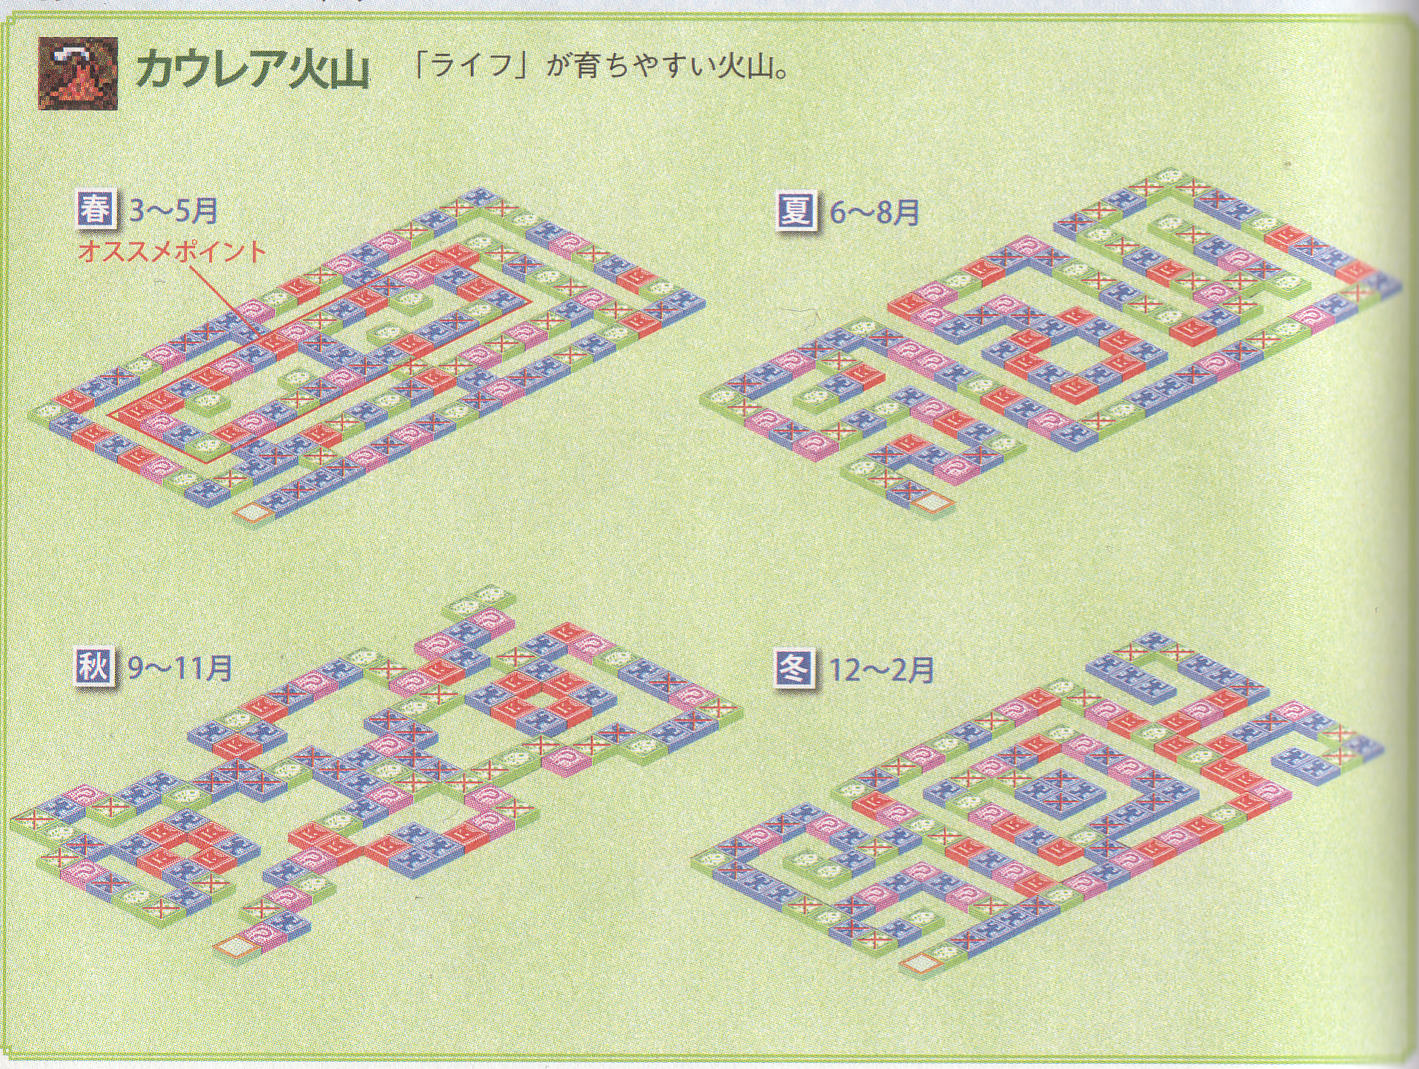 カウレア火山
「ライフ」が育ちやすい火山。
春 3〜5月
オススメポイント
夏 6〜8月
秋 9〜11月
冬 12〜2月